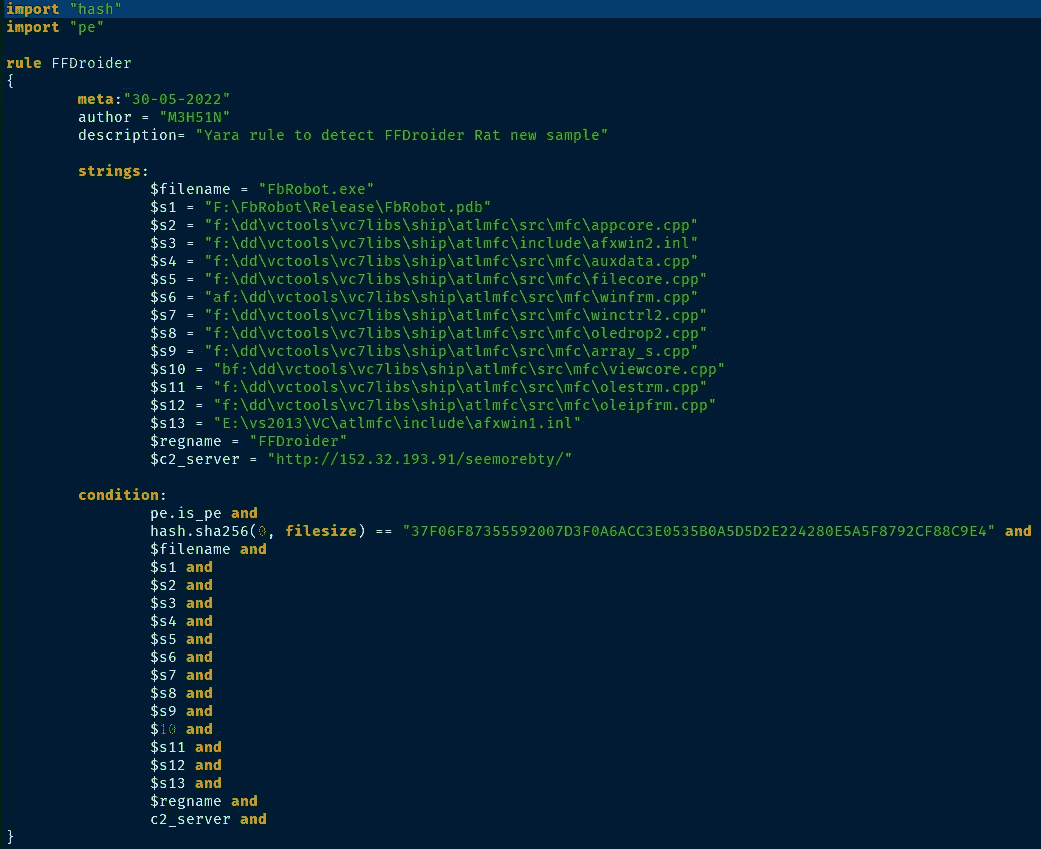 import "hash"
import "pe"
rule FFDroider
{
meta:"30-05-2022"
author = "M3H51N"
description= "Yara rule to detect FFDroider Rat new sample"
strings:
$filename = "FbRobot.exe"
$s1 = "F:\FbRobot\Release\FbRobot.pdb"
$s2 = "f:\dd\vctools\vc7libs\ship\atlmfc\src\mfc\appcore.cpp"
$s3 = "f:\dd\vctools\vc7libs\ship\atlmfc\include\afxwin2.inl"
$s4 = "f:\dd\vctools\vc7libs\ship\atlmfc\src\mfc\auxdata.cpp"
$s5 = "f:\dd\vctools\vc7libs\ship\atlmfc\src\mfc\filecore.cpp"
$s6 = "af:\dd\vctools\vc7libs\ship\atlmfc\src\mfc\winfrm.cpp"
$s7 = "f:\dd\vctools\vc7libs\ship\atlmfc\src\mfc\winctrl2.cpp"
$s8 = "f:\dd\vctools\vc7libs\ship\atlmfc\src\mfc\oledrop2.cpp"
$s9 = "f:\dd\vctools\vc7libs\ship\atlmfc\src\mfc\array_s.cpp"
$s10 = "bf:\dd\vctools\vc7libs\ship\atlmfc\src\mfc\viewcore.cpp"
$s11 = "f:\dd\vctools\vc7libs\ship\atlmfc\src\mfc\olestrm.cpp"
$s12 = "f:\dd\vctools\vc7libs\ship\atlmfc\src\mfc\oleipfrm.cpp"
$s13 = "E:\vs2013\VC\atlmfc\include\afxwin1.inl"
$regname = "FFDroider"
$c2_server = "http://152.32.193.91/seemorebty/"
condition:
pe.is_pe and
hash.sha256(0, filesize) == "37F06F87355592007D3F0A6ACC3E0535B0A5D5D2E224280E5A5F8792CF88C9E4" and
$filename and
$s1 and
$s2 and
$s3 and
$s4 and
$s5 and
$s6 and
$s7 and
$s8 and
$s9 and
$10 and
$s11 and
$s12 and
$s13 and
$regname and
c2_server and
}